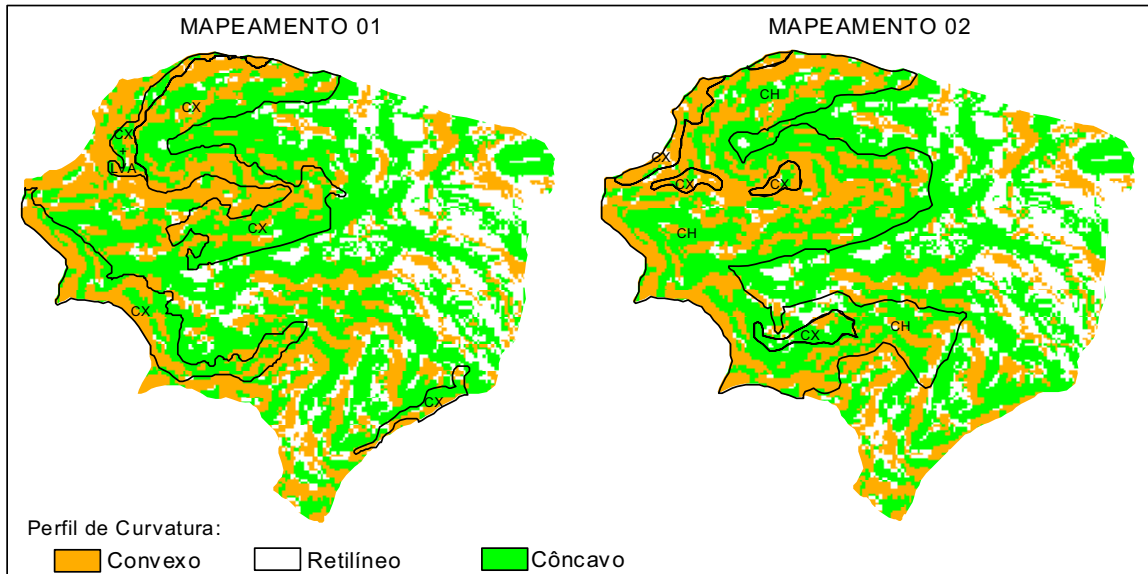 MAPEAMENTO 01
MAPEAMENTO 02
CX
CX
+
LVA
CX
CX
CX
CH
CX
CX
CX
CH
CX
CH
Perfil de Curvatura:
Convexo
Retilíneo
Côncavo